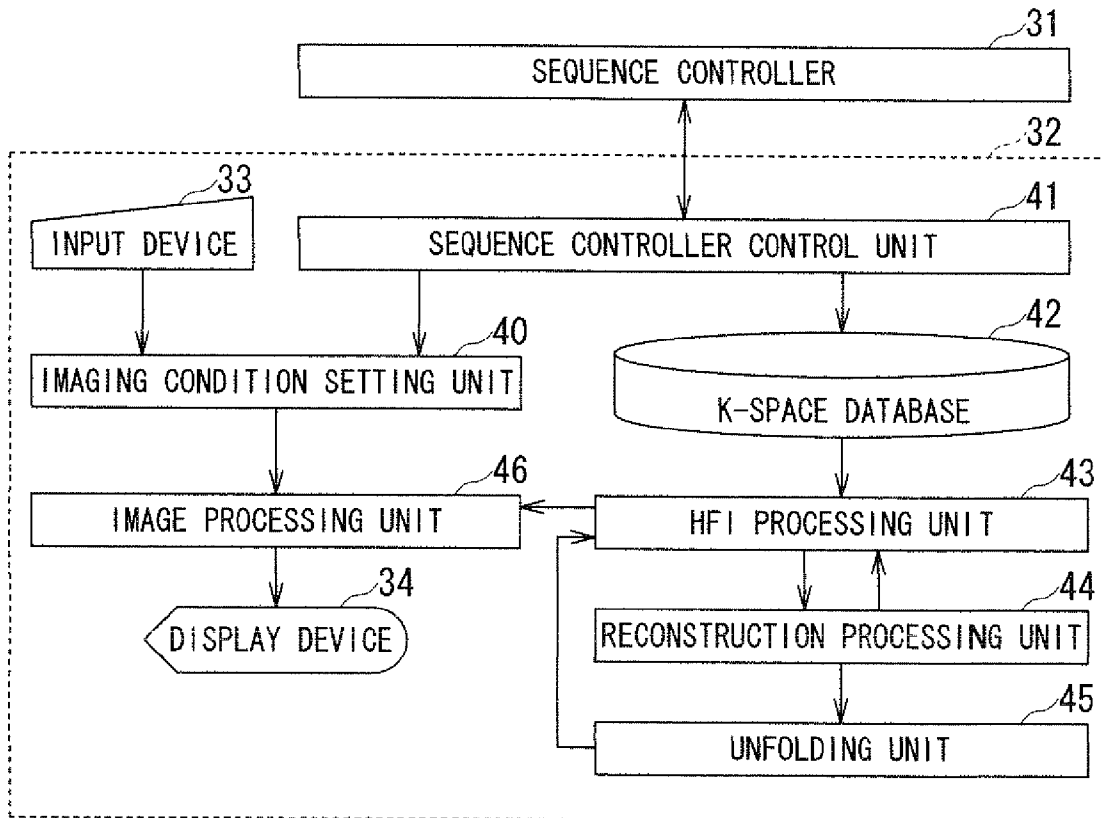 31
SEQUENCE CONTROLLER
32
33
INPUT DEVICE
41
SEQUENCE CONTROLLER CONTROL UNIT
40
IMAGING CONDITION SETTING UNIT
42
K-SPACE DATABASE
46
IMAGE PROCESSING UNIT
43
HFI PROCESSING UNIT
34
DISPLAY DEVICE
44
RECONSTRUCTION PROCESSING UNIT
45
UNFOLDING UNIT